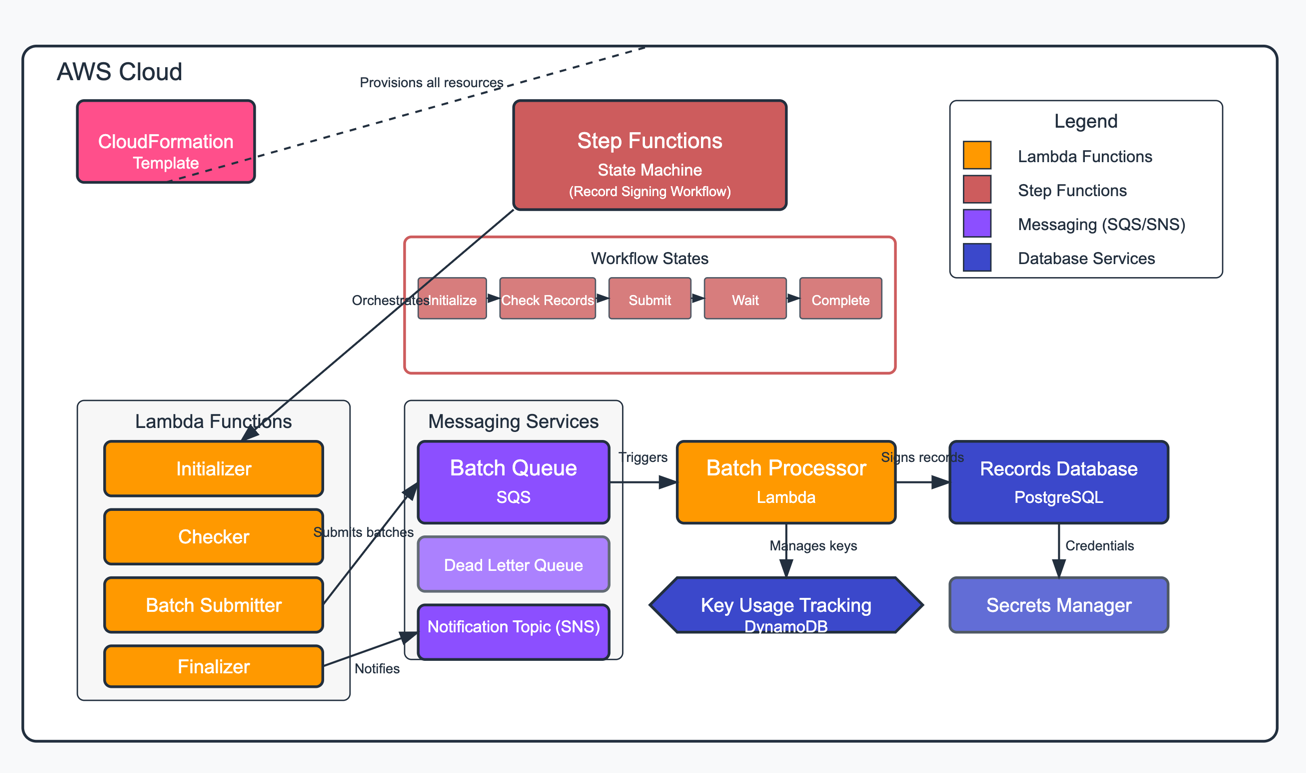 AWS Cloud
Provisions all resources
CloudFormation
Template
Step Functions
State Machine
(Record Signing Workflow)
Legend
Lambda Functions
Step Functions
Messaging (SQS/SNS)
Database Services
Workflow States
Orchestrates
Initialize
Check Records
Submit
Wait
Complete
Lambda Functions
Initializer
Checker
Batch Submitter
Finalizer
Submits batches
Notifies
Messaging Services
Batch Queue
SQS
Dead Letter Queue
Notification Topic (SNS)
Triggers
Batch Processor
Lambda
Signs records
Records Database
PostgreSQL
Manages keys
Credentials
Key Usage Tracking
DynamoDB
Secrets Manager